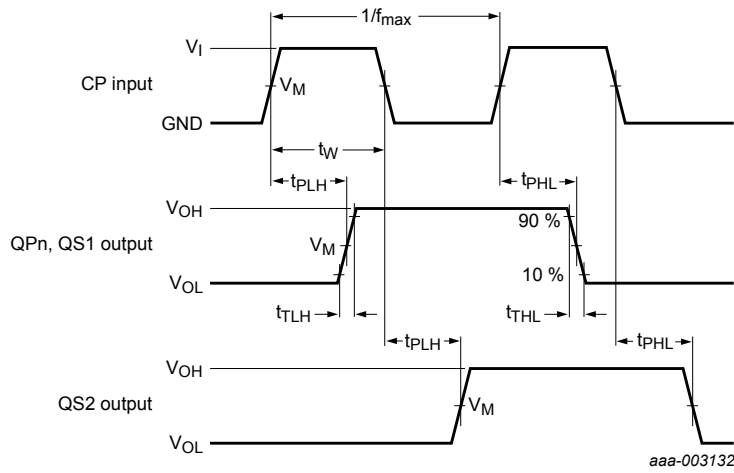 1/fmax
VI
CP input
VM
GND
tW
tPLH
tPHL
VOH
90 %
QPn, QS1 output
VM
10 %
VOL
tTLH
tTHL
tPLH
tPHL
VOH
QS2 output
VM
VOL
aaa-003132